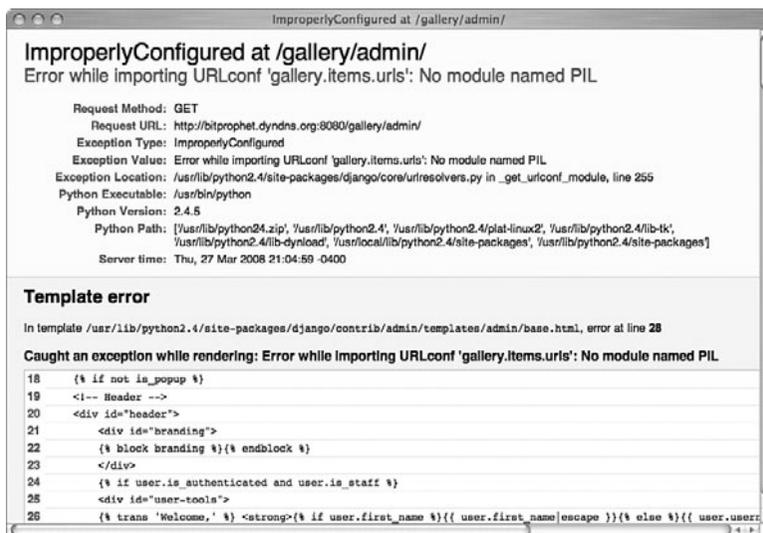 ImproperlyConfigured at /gallery/admin/
ImproperlyConfigured at /gallery/admin/
Error while importing URLconf 'gallery.items.urls': No module named PIL
Request Method: GET
Request URL: http://bitprophet.dyndns.org:8080/gallery/admin/
Exception Type: ImproperlyConfigured
Exception Value: Error while importing URLconf 'gallery.items.urls': No module named PIL
Exception Location: /usr/lib/python2.4/site-packages/django/core/urlresolvers.py in _get_urlconf_module, line 255
Python Executable: /usr/bin/python
Python Version: 2.4.5
Python Path: ['/usr/lib/python24.zip', '/usr/lib/python2.4', '/usr/lib/python2.4/plat-linux2', '/usr/lib/python2.4/lib-tk',
'/usr/lib/python2.4/lib-dynload', '/usr/local/lib/python2.4/site-packages', '/usr/lib/python2.4/site-packages']
Server time: Thu, 27 Mar 2008 21:04:59 -0400
Template error
In template /usr/lib/python2.4/site-packages/django/contrib/admin/templates/admin/base.html, error at line 28
Caught an exception while rendering: Error while importing URLconf 'gallery.items.urls': No module named PIL
18 {% if not is_popup %}
19 <!-- Header -->
20 <div id="header">
21 <div id="branding">
22 {% block branding %}{% endblock %}
23 </div>
24 {% if user.is_authenticated and user.is_staff %}
25 <div id="user-tools">
26 {% trans 'Welcome,' %} <strong>{% if user.first_name %}{{ user.first_name|escape }}{% else %}{{ user.usern